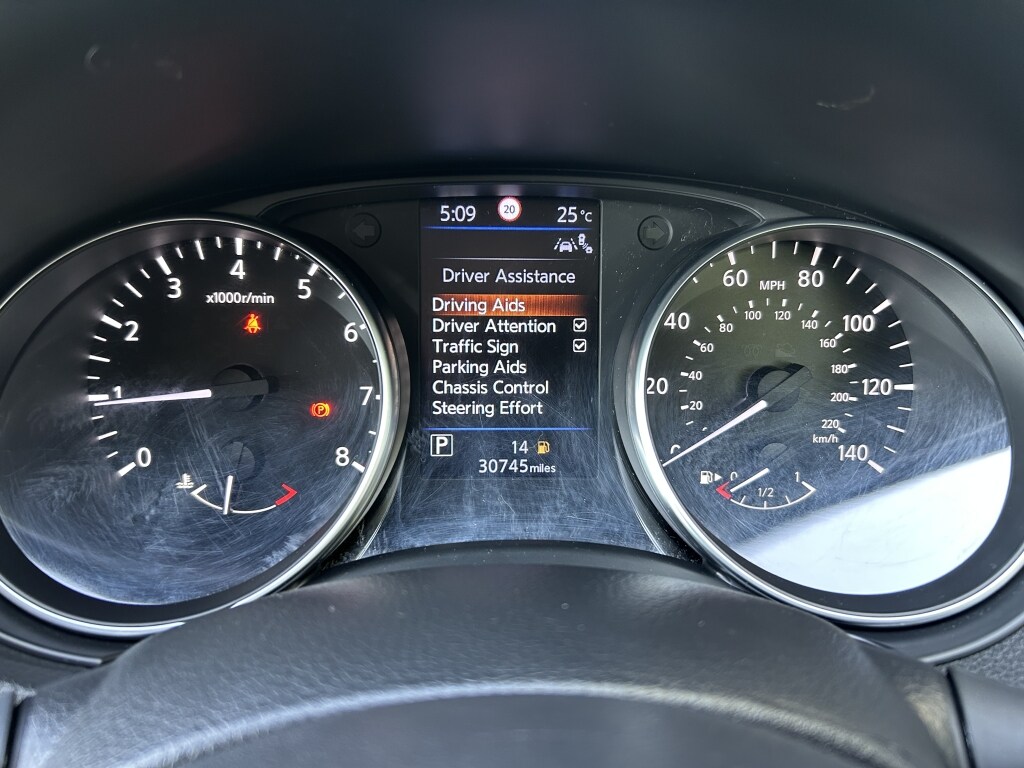 5:09 20 25°C
Driver Assistance
Driving Aids
Driver Attention
Traffic Sign
Parking Aids
Chassis Control
Steering Effort
P 14
30745 miles
0 1 2 3 4 5 6 7 8
x1000r/min
P
0 20 40 60 80 100 120 140
MPH
20 40 60 80 100 120 140 160 180 200 220
km/h
0 1/2 1